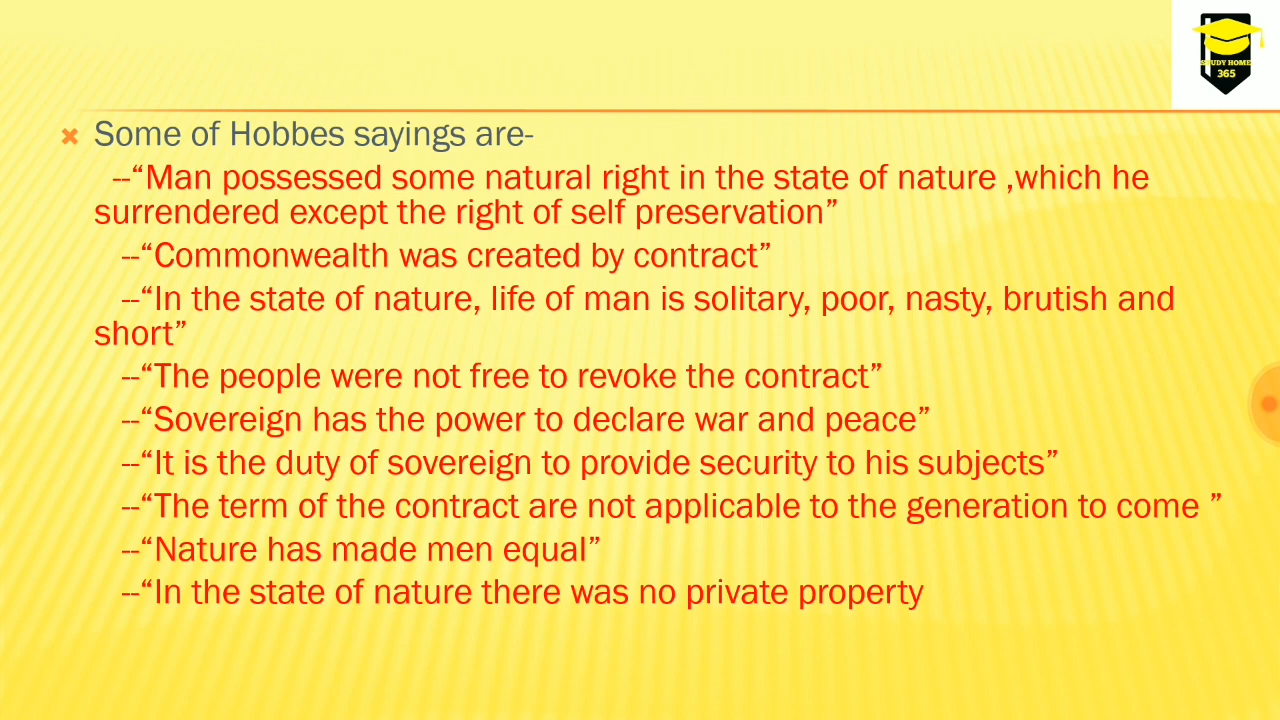 STUDY HOME
365
Some of Hobbes sayings are-
--“Man possessed some natural right in the state of nature ,which he
surrendered except the right of self preservation”
--“Commonwealth was created by contract”
--“In the state of nature, life of man is solitary, poor, nasty, brutish and
short”
--“The people were not free to revoke the contract”
--“Sovereign has the power to declare war and peace”
--“It is the duty of sovereign to provide security to his subjects”
--“The term of the contract are not applicable to the generation to come ”
--“Nature has made men equal”
--“In the state of nature there was no private property